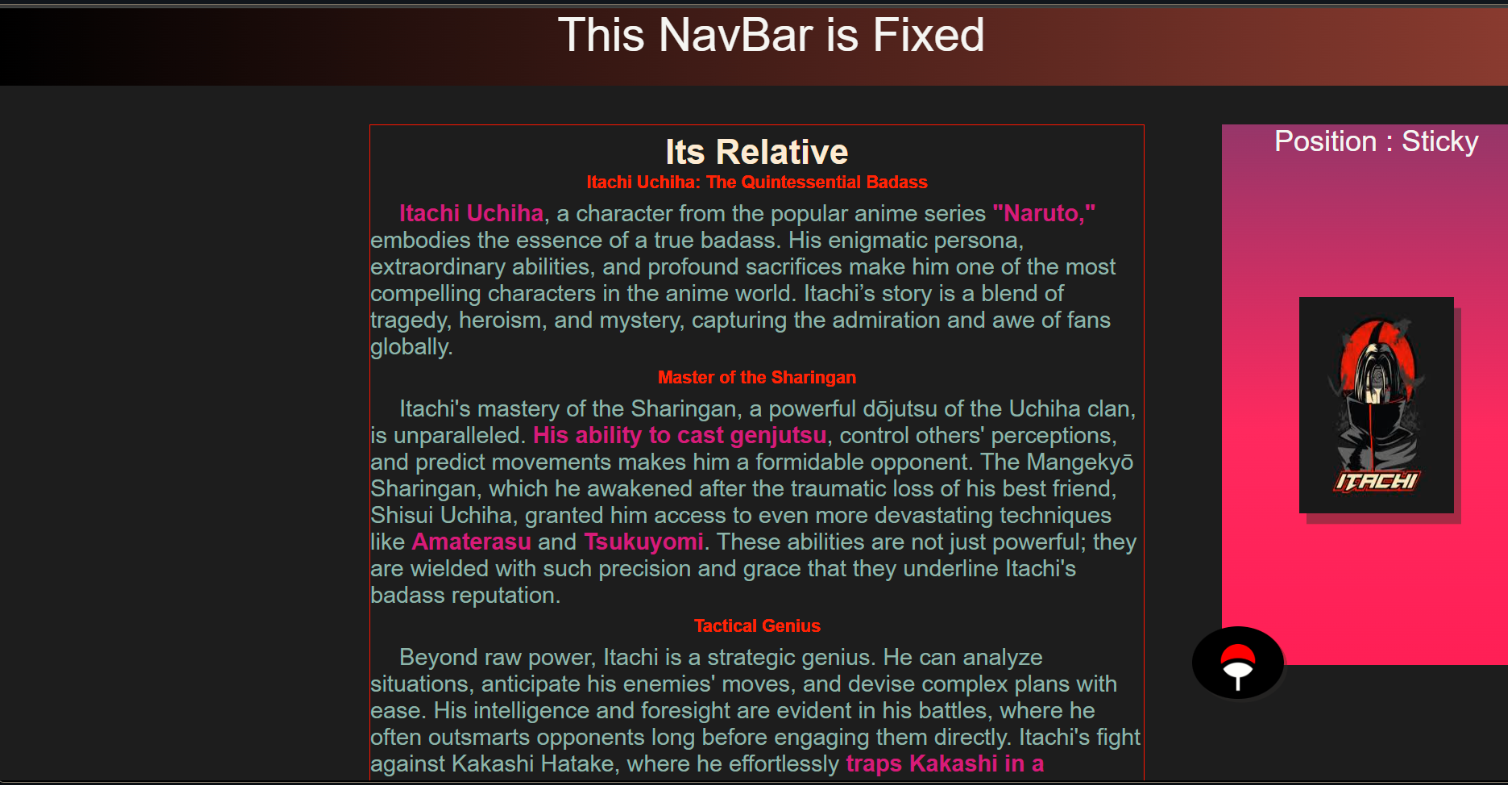 This NavBar is Fixed
Its Relative
Itachi Uchiha: The Quintessential Badass
Itachi Uchiha, a character from the popular anime series "Naruto,"
embodies the essence of a true badass. His enigmatic persona,
extraordinary abilities, and profound sacrifices make him one of the most
compelling characters in the anime world. Itachi’s story is a blend of
tragedy, heroism, and mystery, capturing the admiration and awe of fans
globally.
Master of the Sharingan
Itachi's mastery of the Sharingan, a powerful dōjutsu of the Uchiha clan,
is unparalleled. His ability to cast genjutsu, control others' perceptions,
and predict movements makes him a formidable opponent. The Mangekyō
Sharingan, which he awakened after the traumatic loss of his best friend,
Shisui Uchiha, granted him access to even more devastating techniques
like Amaterasu and Tsukuyomi. These abilities are not just powerful; they
are wielded with such precision and grace that they underline Itachi's
badass reputation.
Tactical Genius
Beyond raw power, Itachi is a strategic genius. He can analyze
situations, anticipate his enemies' moves, and devise complex plans with
ease. His intelligence and foresight are evident in his battles, where he
often outsmarts opponents long before engaging them directly. Itachi's fight
against Kakashi Hatake, where he effortlessly traps Kakashi in a
Position : Sticky
ITACHI